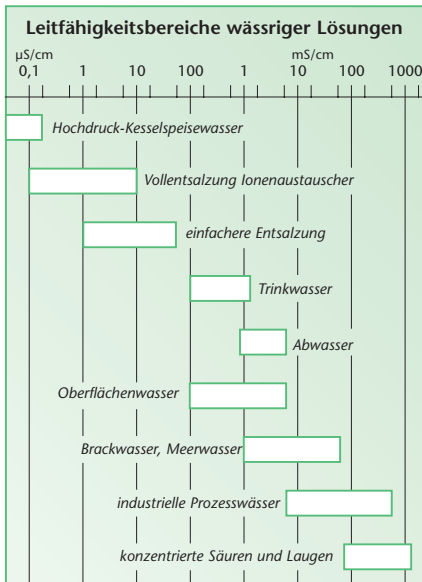 Leitfähigkeitsbereiche wässriger Lösungen
µS/cm mS/cm
0,1 1 10 100 1 10 100 1000
Hochdruck-Kesselspeisewasser
Vollentsalzung Ionenaustauscher
einfachere Entsalzung
Trinkwasser
Abwasser
Oberflächenwasser
Brackwasser, Meerwasser
industrielle Prozesswässer
konzentrierte Säuren und Laugen